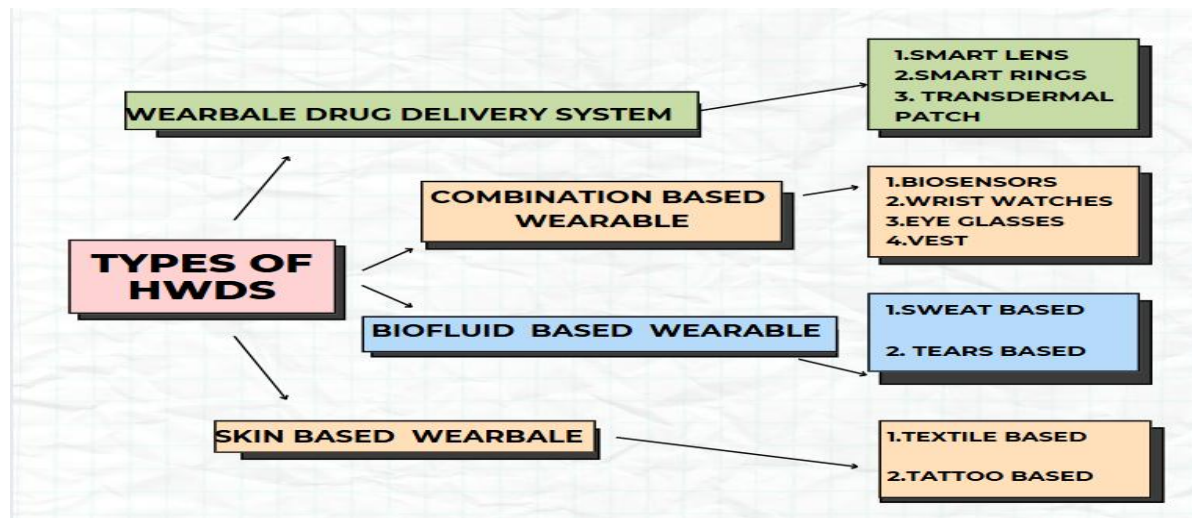 TYPES OF
HWDS
WEARBALE DRUG DELIVERY SYSTEM
1.SMART LENS
2.SMART RINGS
3. TRANSDERMAL
PATCH
COMBINATION BASED
WEARABLE
1.BIOSENSORS
2.WRIST WATCHES
3.EYE GLASSES
4.VEST
BIOFLUID BASED WEARABLE
1.SWEAT BASED
2. TEARS BASED
SKIN BASED WEARBALE
1.TEXTILE BASED
2.TATTOO BASED